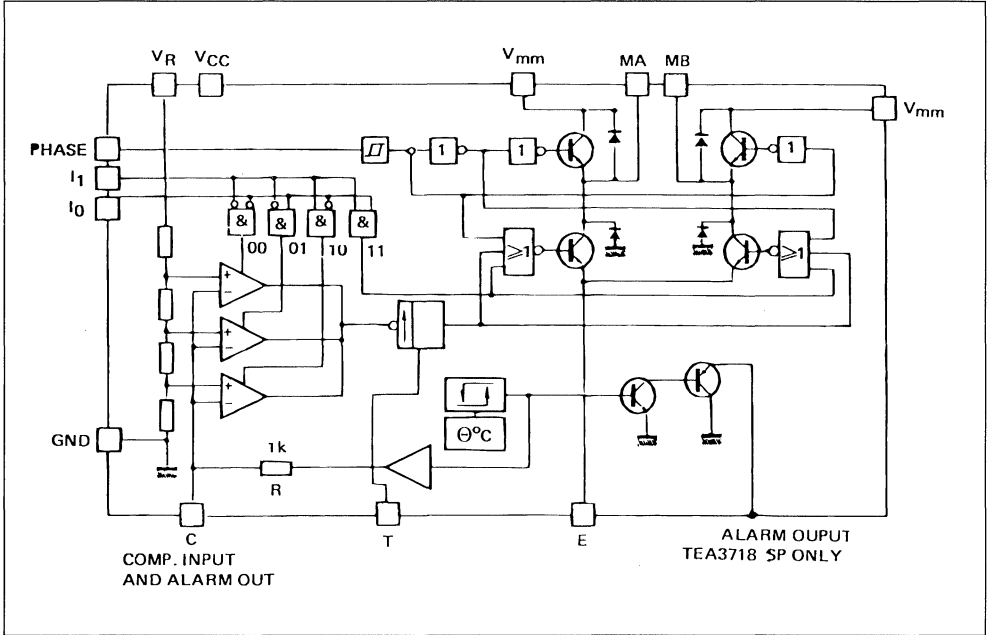 VR VCC Vmm MA MB
Vmm
PHASE
1 1 1
I1
I0
& & & &
00 01 10 11
≥1 ≥1
+
−
+
−
+
−
Θ°C
GND
1k
R
C T E
ALARM OUPUT
TEA3718 SP ONLY
COMP. INPUT
AND ALARM OUT